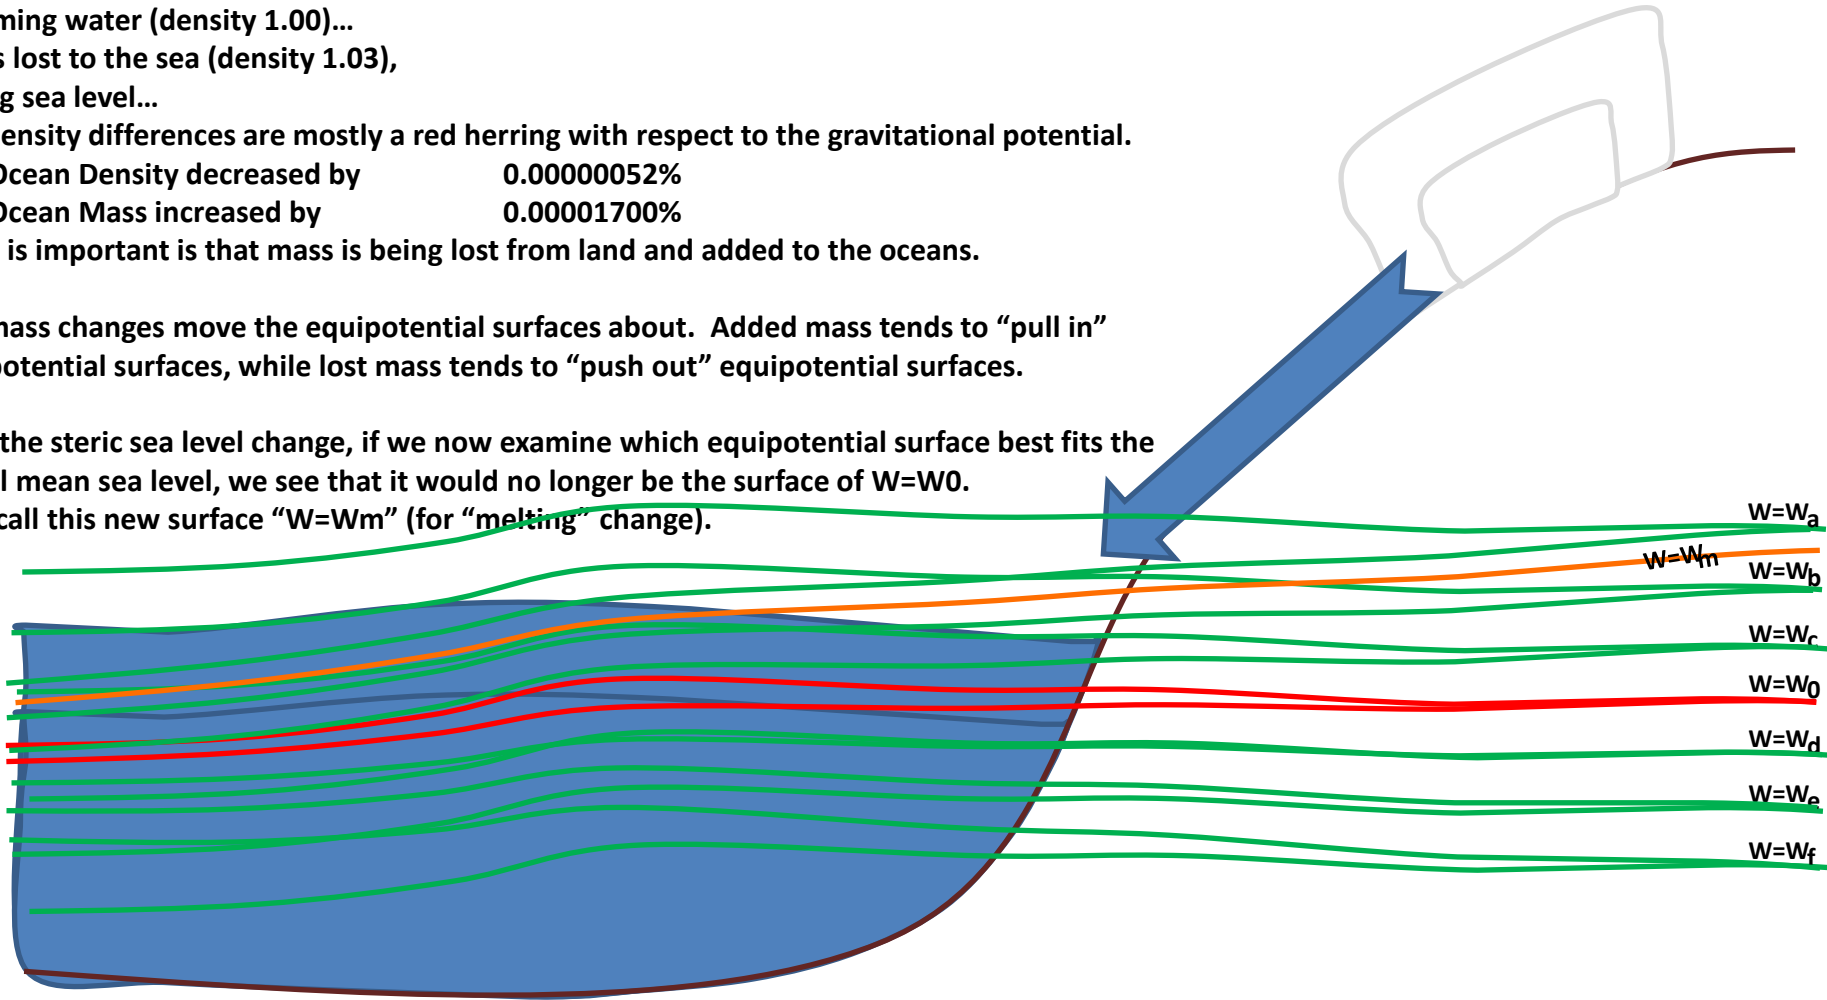 ming water (density 1.00)…
s lost to the sea (density 1.03),
g sea level…
ensity differences are mostly a red herring with respect to the gravitational potential.
Ocean Density decreased by 0.00000052%
Ocean Mass increased by 0.00001700%
is important is that mass is being lost from land and added to the oceans.
mass changes move the equipotential surfaces about. Added mass tends to “pull in”
potential surfaces, while lost mass tends to “push out” equipotential surfaces.
the steric sea level change, if we now examine which equipotential surface best fits the
l mean sea level, we see that it would no longer be the surface of W=W0.
call this new surface “W=Wm” (for “melting” change).
W=Wa
W=Wm
W=Wb
W=Wc
W=W0
W=Wd
W=We
W=Wf